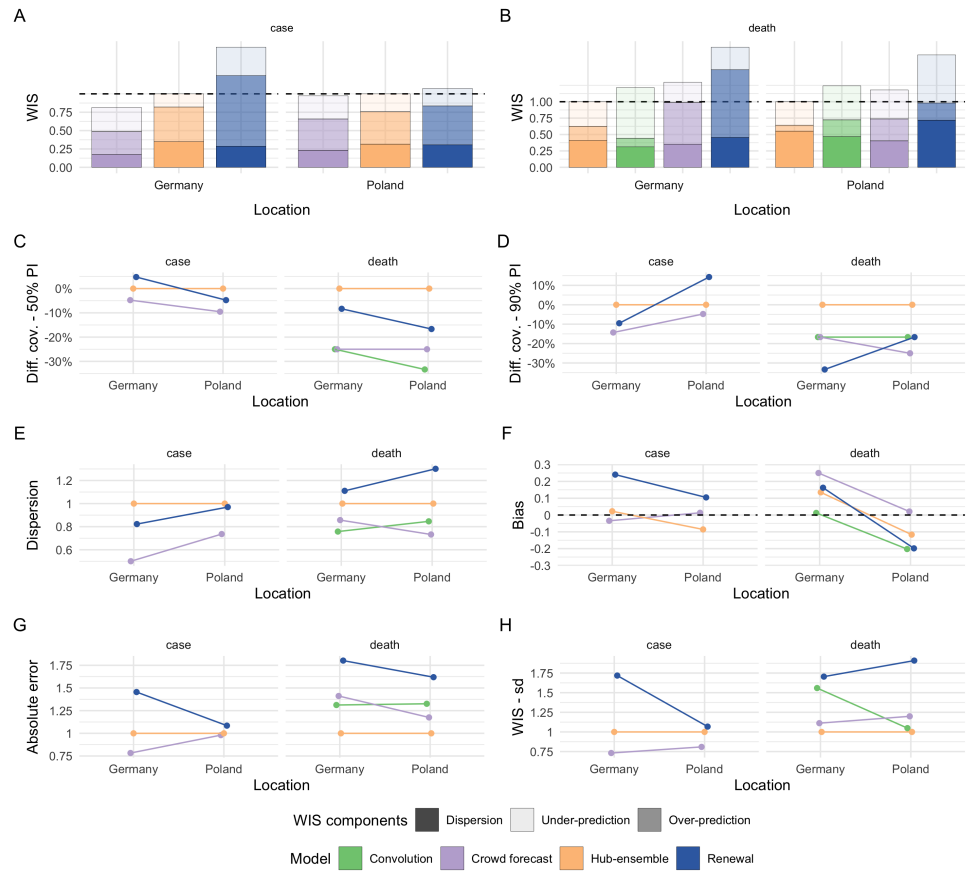 A
case
WIS
0.75
0.50
0.25
0.00
Germany
Poland
Location
B
death
WIS
1.00
0.75
0.50
0.25
0.00
Germany
Poland
Location
C
case
death
Diff. cov. - 50% PI
0%
-10%
-20%
-30%
Germany
Poland
Germany
Poland
Location
D
case
death
Diff. cov. - 90% PI
10%
0%
-10%
-20%
-30%
Germany
Poland
Germany
Poland
Location
E
case
death
Dispersion
1.2
1
0.8
0.6
Germany
Poland
Germany
Poland
Location
F
case
death
Bias
0.3
0.2
0.1
0
-0.1
-0.2
-0.3
Germany
Poland
Germany
Poland
Location
G
case
death
Absolute error
1.75
1.5
1.25
1
0.75
Germany
Poland
Germany
Poland
Location
H
case
death
WIS - sd
1.75
1.25
1
0.75
Germany
Poland
Germany
Poland
Location
WIS components
Dispersion
Under-prediction
Over-prediction
Model
Convolution
Crowd forecast
Hub-ensemble
Renewal